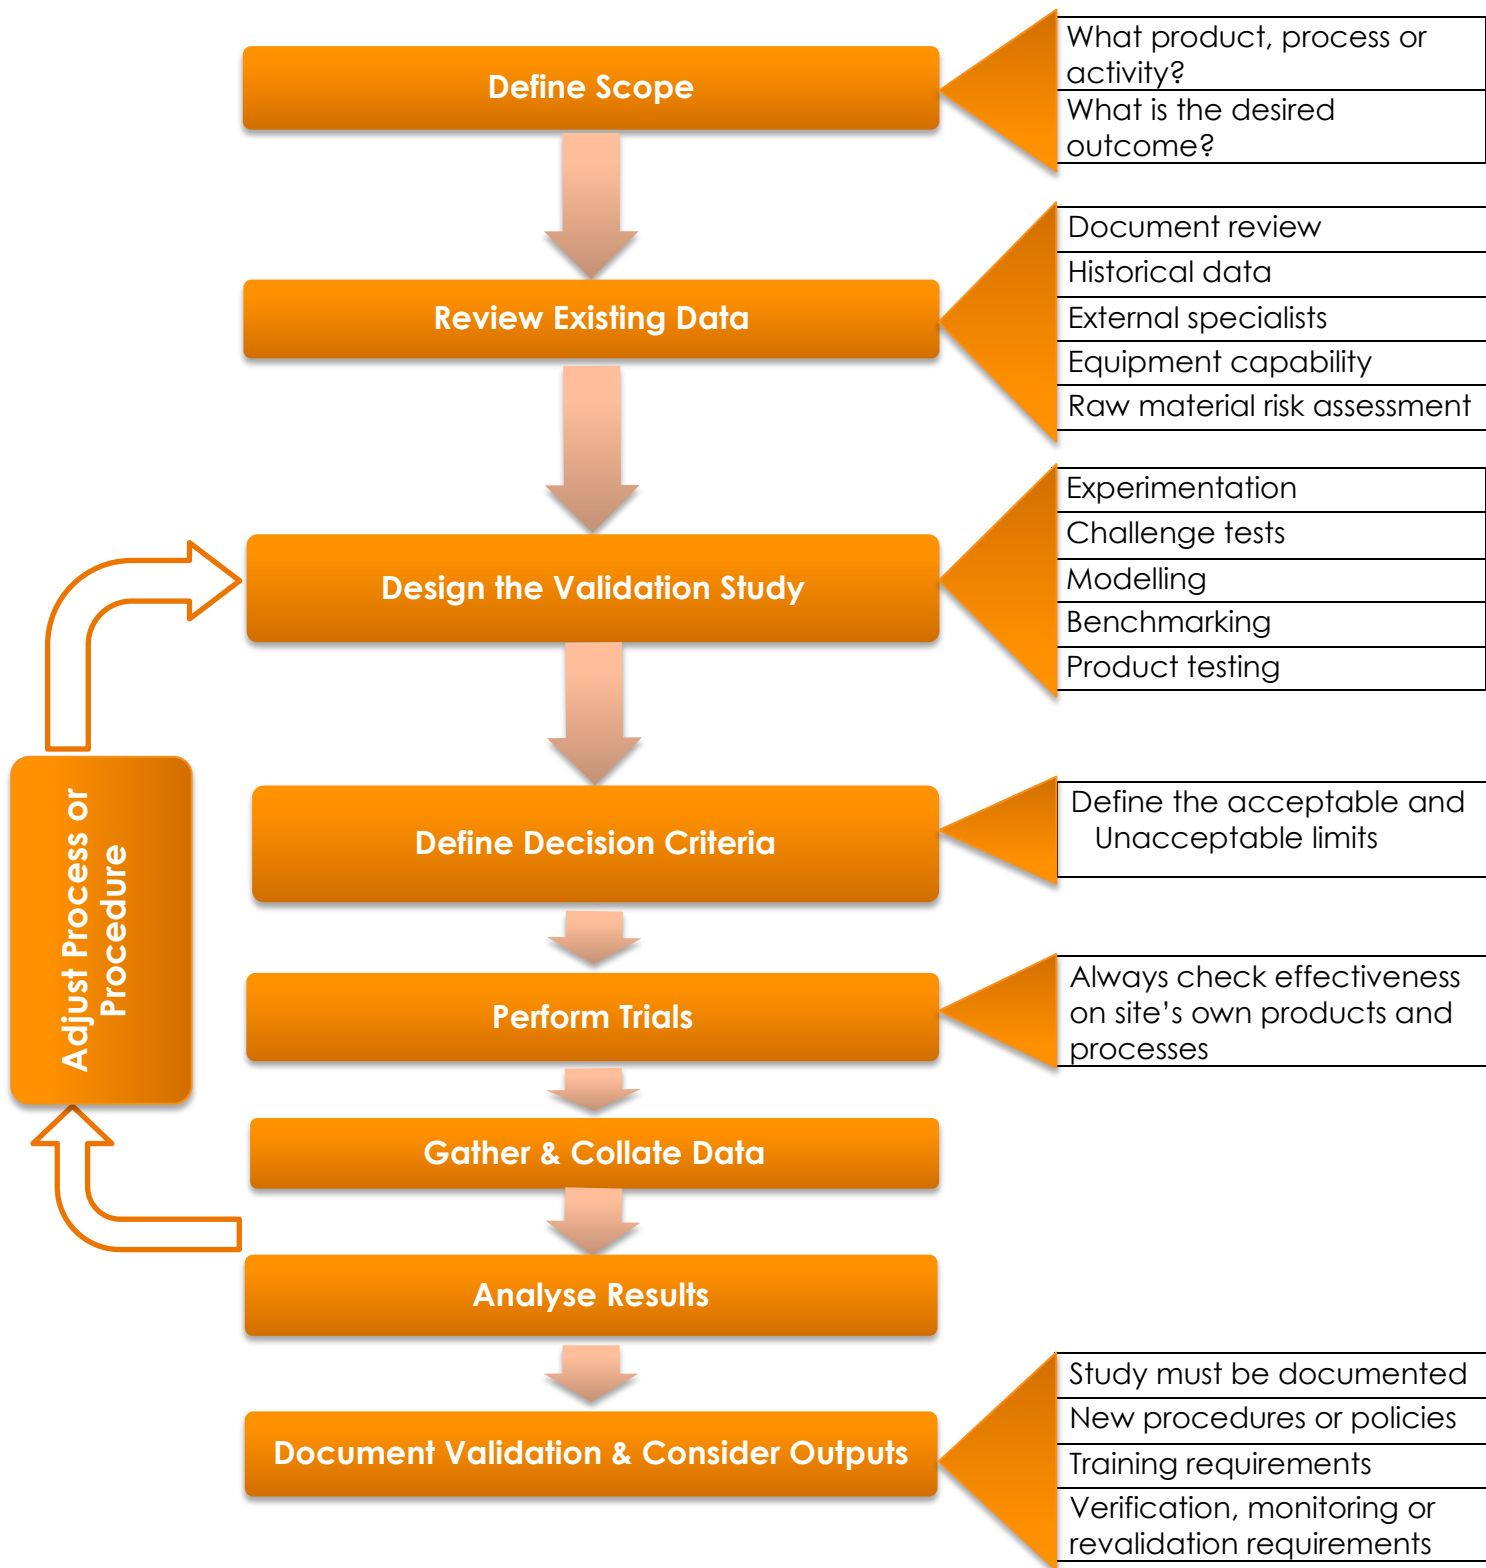 Define Scope
What product, process or
activity?
What is the desired
outcome?
Review Existing Data
Document review
Historical data
External specialists
Equipment capability
Raw material risk assessment
Design the Validation Study
Experimentation
Challenge tests
Modelling
Benchmarking
Product testing
Adjust Process or
Procedure
Define Decision Criteria
Define the acceptable and
Unacceptable limits
Perform Trials
Always check effectiveness
on site’s own products and
processes
Gather & Collate Data
Analyse Results
Document Validation & Consider Outputs
Study must be documented
New procedures or policies
Training requirements
Verification, monitoring or
revalidation requirements